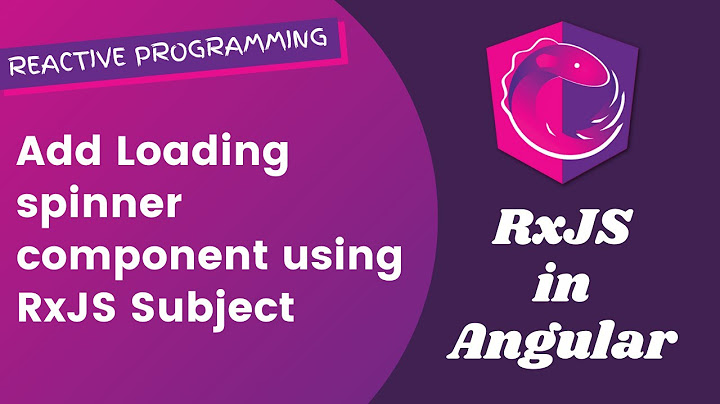 REACTIVE PROGRAMMING
Add Loading
spinner
component using
RxJS Subject
RxJS
in
Angular